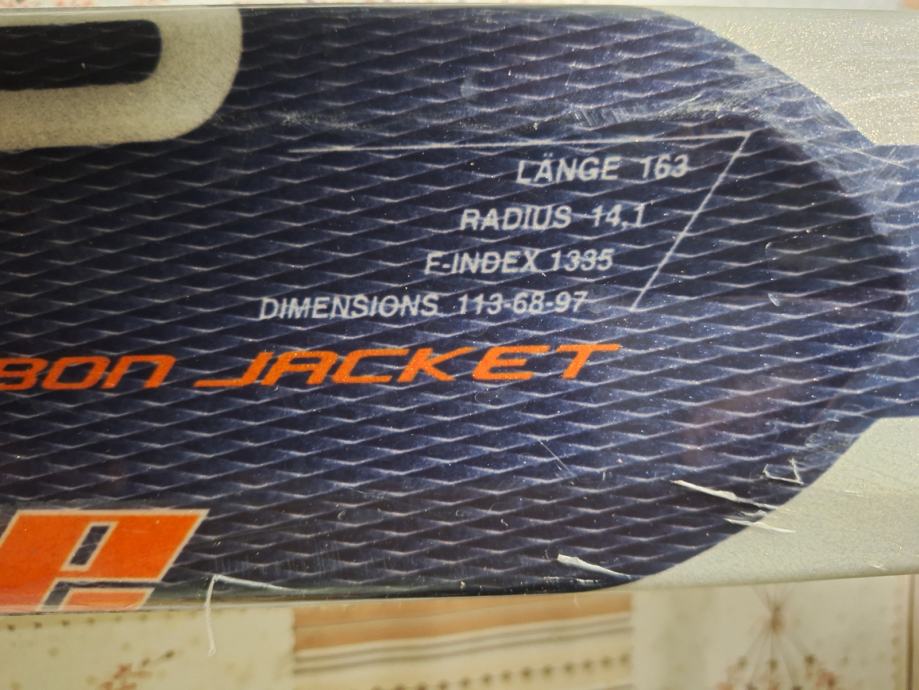 LÄNGE 163
RADIUS 14,1
F-INDEX 1335
DIMENSIONS 113-68-97
BON JACKET